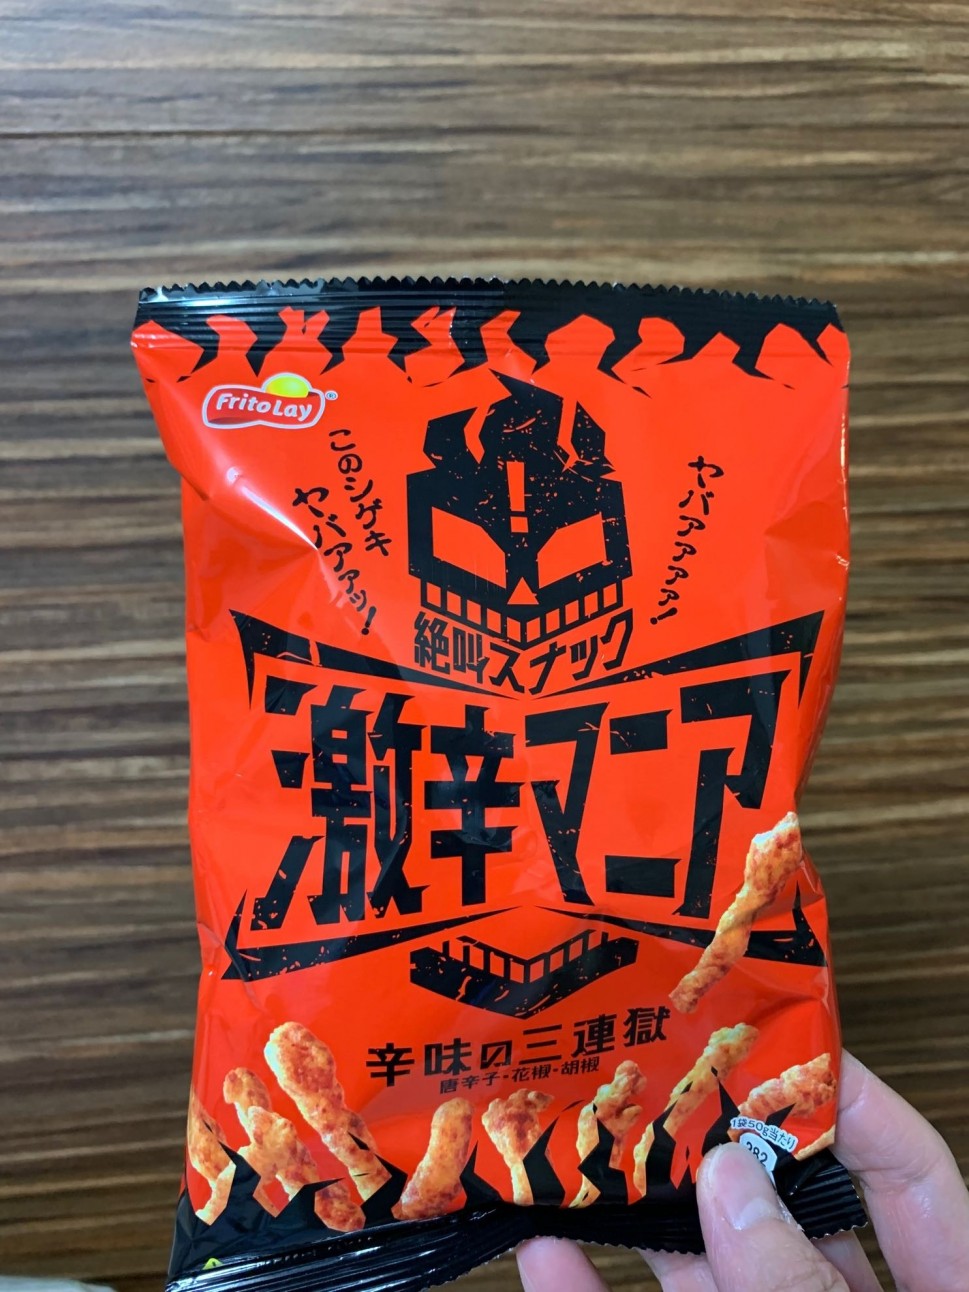 FritoLay®
このシゲキ
ヤバアアッ!
ヤバアアアア!
絶叫スナック
激辛マニア
辛味の三連獄
唐辛子・花椒・胡椒
1袋50g当たり
282